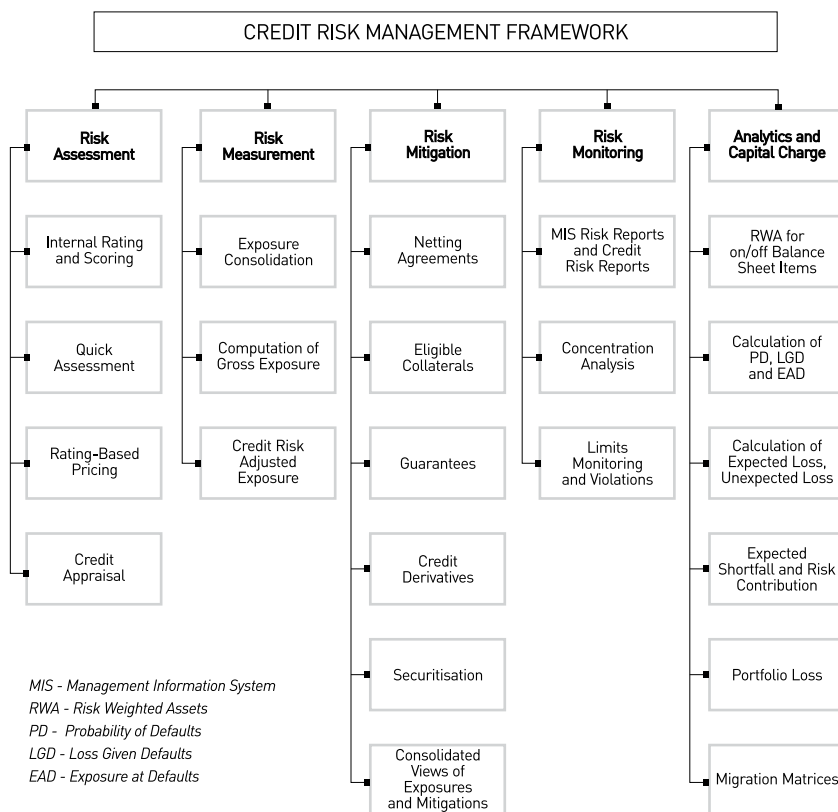 CREDIT RISK MANAGEMENT FRAMEWORK
Risk
Assessment
Internal Rating
and Scoring
Quick
Assessment
Rating-Based
Pricing
Credit
Appraisal
Risk
Measurement
Exposure
Consolidation
Computation of
Gross Exposure
Credit Risk
Adjusted
Exposure
Risk
Mitigation
Netting
Agreements
Eligible
Collaterals
Guarantees
Credit
Derivatives
Securitisation
Consolidated
Views of
Exposures
and Mitigations
Risk
Monitoring
MIS Risk Reports
and Credit
Risk Reports
Concentration
Analysis
Limits
Monitoring
and Violations
Analytics and
Capital Charge
RWA for
on/off Balance
Sheet Items
Calculation of
PD, LGD
and EAD
Calculation of
Expected Loss,
Unexpected Loss
Expected
Shortfall and Risk
Contribution
Portfolio Loss
Migration Matrices
MIS - Management Information System
RWA - Risk Weighted Assets
PD - Probability of Defaults
LGD - Loss Given Defaults
EAD - Exposure at Defaults